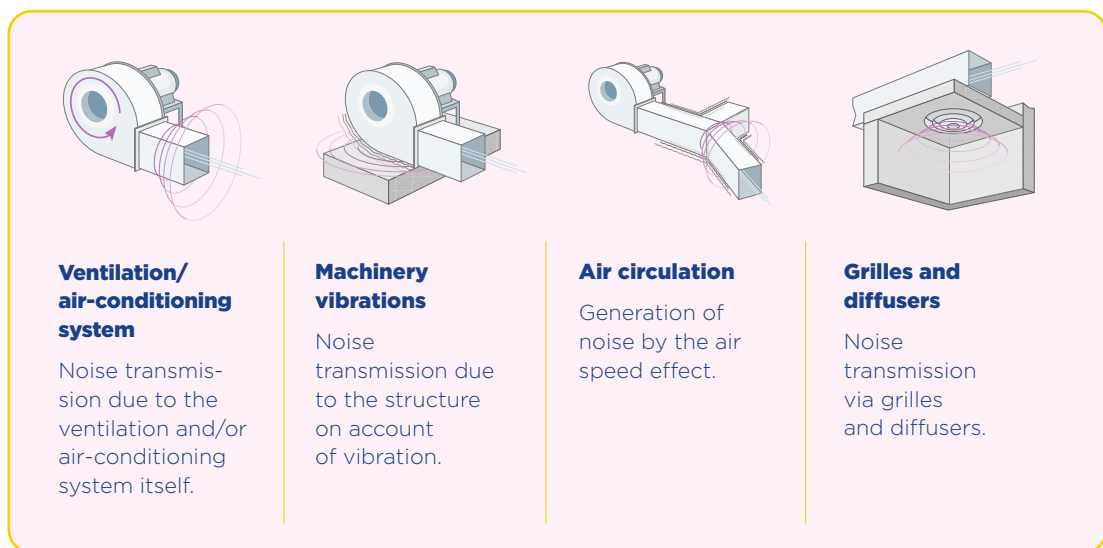 Ventilation/
air-conditioning
system
Noise transmis-
sion due to the
ventilation and/or
air-conditioning
system itself.
Machinery
vibrations
Noise
transmission due
to the structure
on account
of vibration.
Air circulation
Generation of
noise by the air
speed effect.
Grilles and
diffusers
Noise
transmission
via grilles
and diffusers.